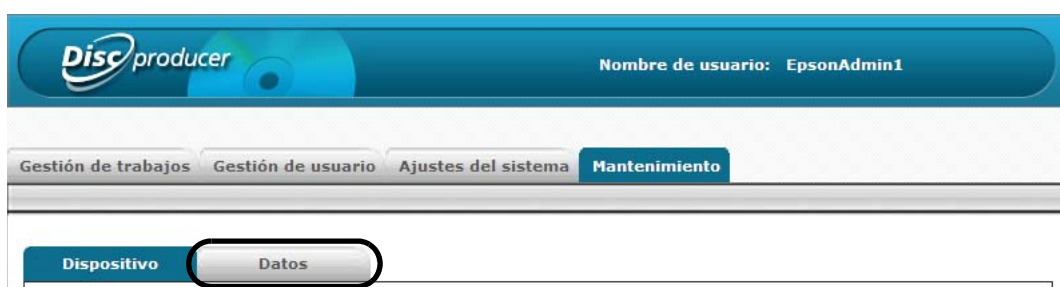 Disc producer
Nombre de usuario: EpsonAdmin1
Gestión de trabajos Gestión de usuario Ajustes del sistema Mantenimiento
Dispositivo Datos